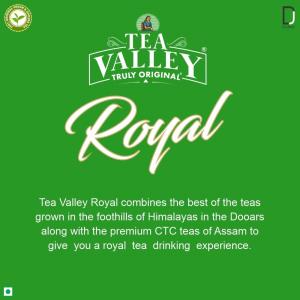 TEA
VALLEY®
TRULY ORIGINAL
Royal
Tea Valley Royal combines the best of the teas
grown in the foothills of Himalayas in the Dooars
along with the premium CTC teas of Assam to
give you a royal tea drinking experience.